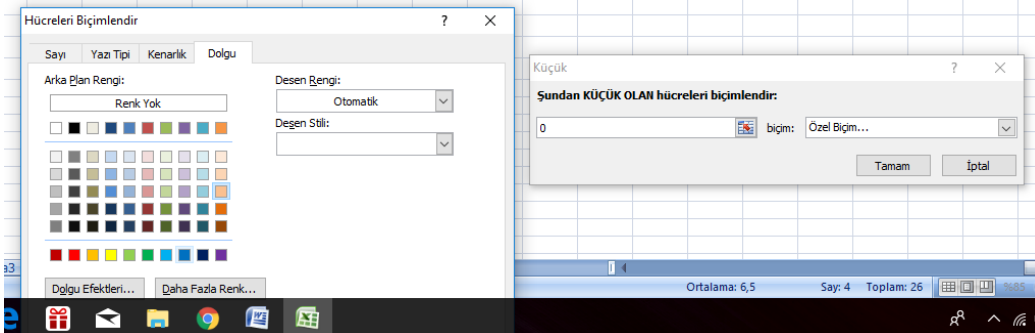 Hücreleri Biçimlendir
Sayı Yazı Tipi Kenarlık Dolgu
Arka Plan Rengi:
Renk Yok
Desen Rengi:
Otomatik
Desen Stili:
Dolgu Efektleri... Daha Fazla Renk...
Küçük
Şundan KÜÇÜK OLAN hücreleri biçimlendir:
0 biçim: Özel Biçim...
Tamam İptal
a3
Ortalama: 6,5 Say: 4 Toplam: 26 %85